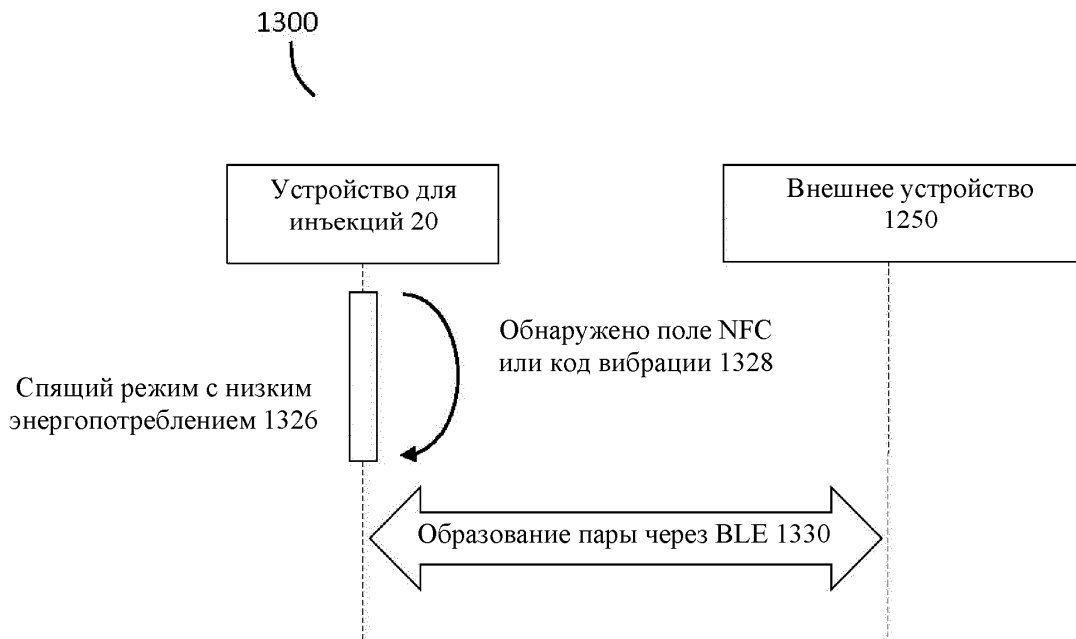 1300
Устройство для
инъекций 20
Внешнее устройство
1250
Обнаружено поле NFC
или код вибрации 1328
Спящий режим с низким
энергопотреблением 1326
Образование пары через BLE 1330